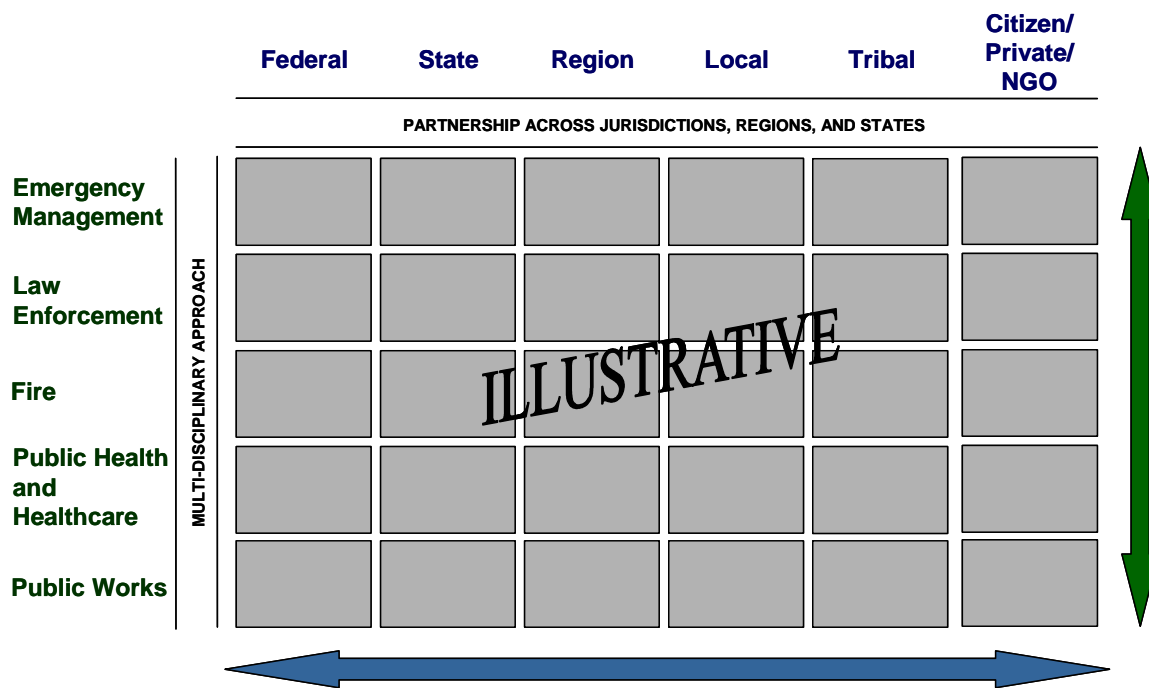 Federal
State
Region
Local
Tribal
Citizen/
Private/
NGO
PARTNERSHIP ACROSS JURISDICTIONS, REGIONS, AND STATES
MULTI-DISCIPLINARY APPROACH
Emergency
Management
Law
Enforcement
Fire
Public Health
and
Healthcare
Public Works
ILLUSTRATIVE